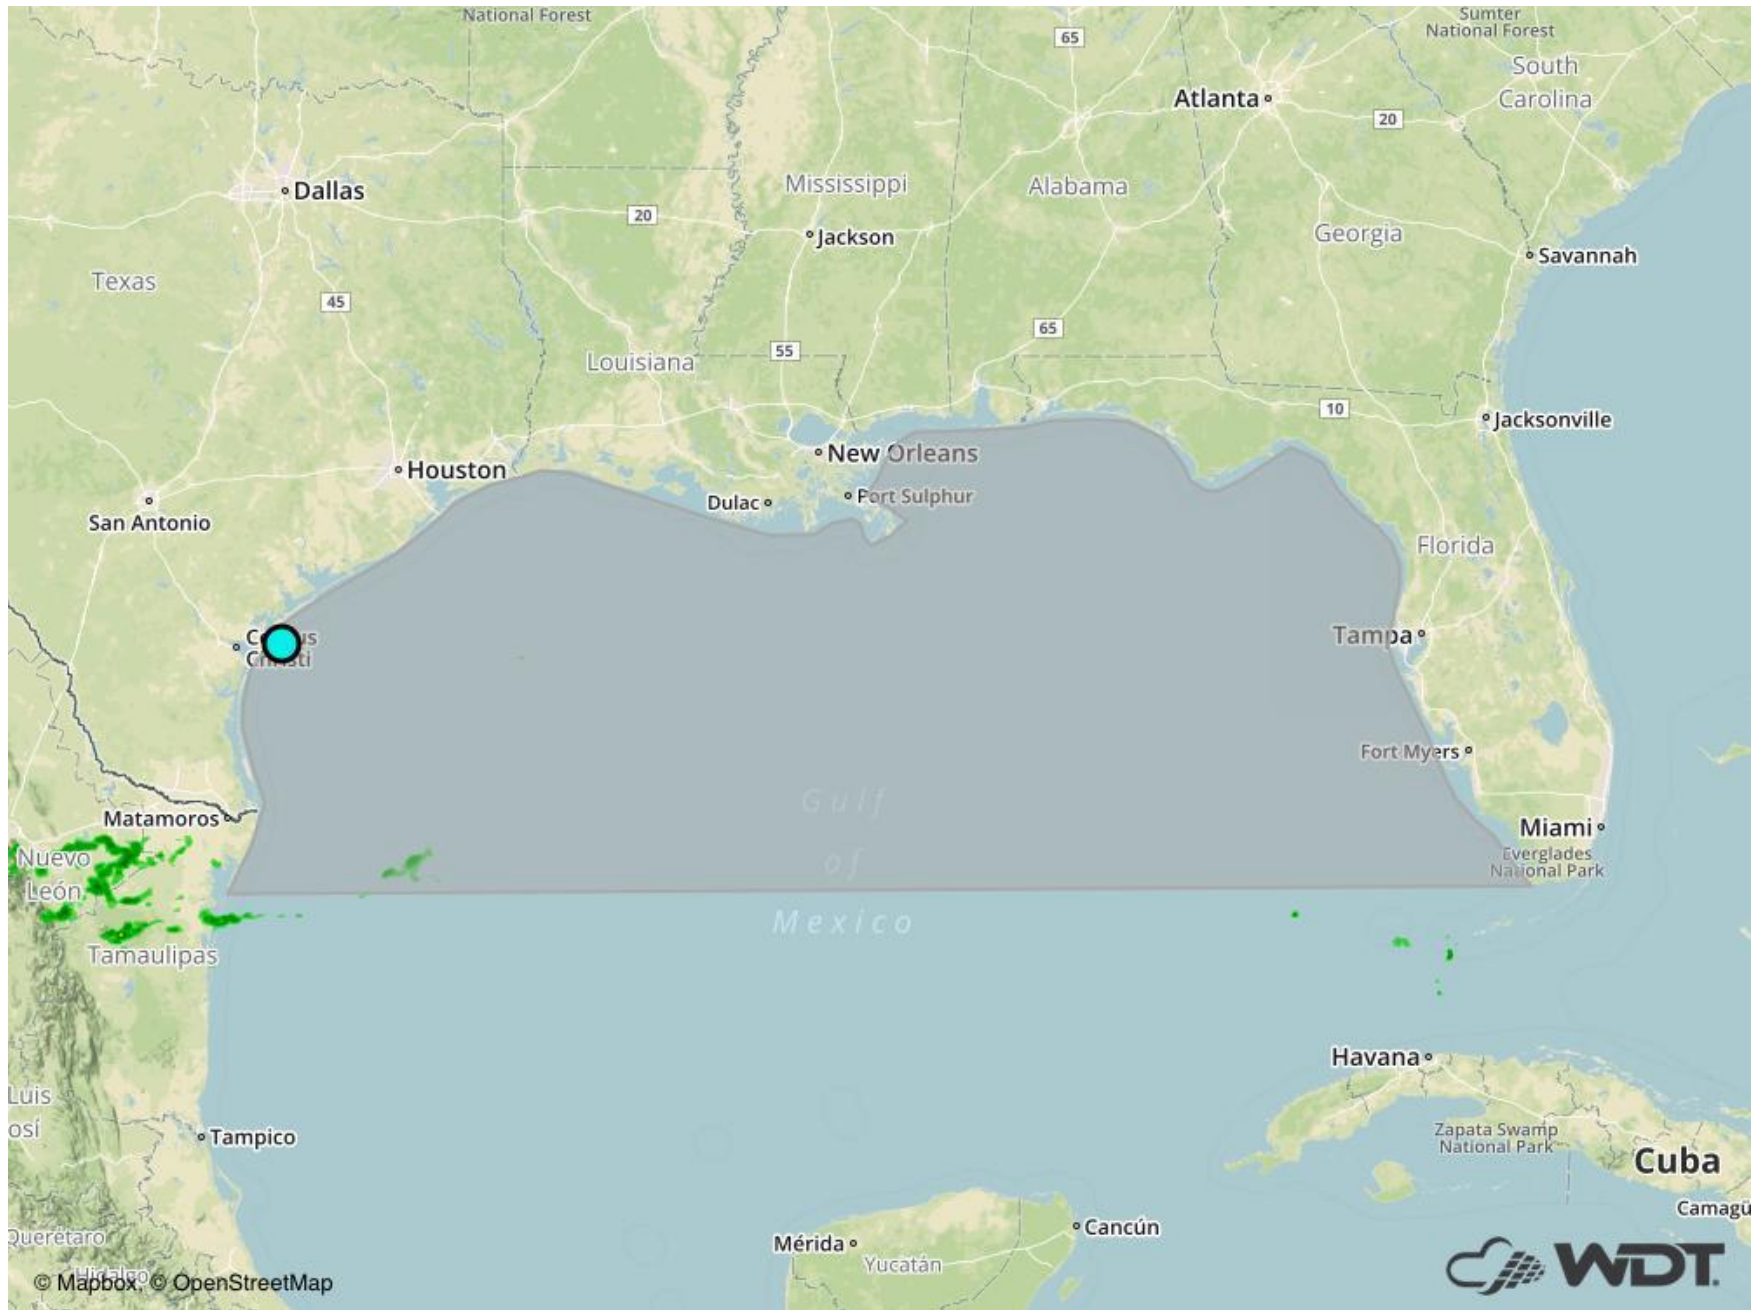 National Forest
65
Sumter
National Forest
South
Carolina
Atlanta
20
Dallas
20
Mississippi
Alabama
Jackson
Georgia
Savannah
Texas
45
65
Louisiana
55
10
Jacksonville
Houston
New Orleans
Dulac
Port Sulphur
San Antonio
Florida
Corpus
Christi
Tampa
Fort Myers
Gulf
of
Mexico
Matamoros
Miami
Everglades
National Park
Nuevo
León
Tamaulipas
Havana
Luis
osí
Tampico
Zapata Swamp
National Park
Cuba
Camagü
Cancún
Querétaro
Mérida
Yucatán
Hidalgo
© Mapbox, © OpenStreetMap
WDT